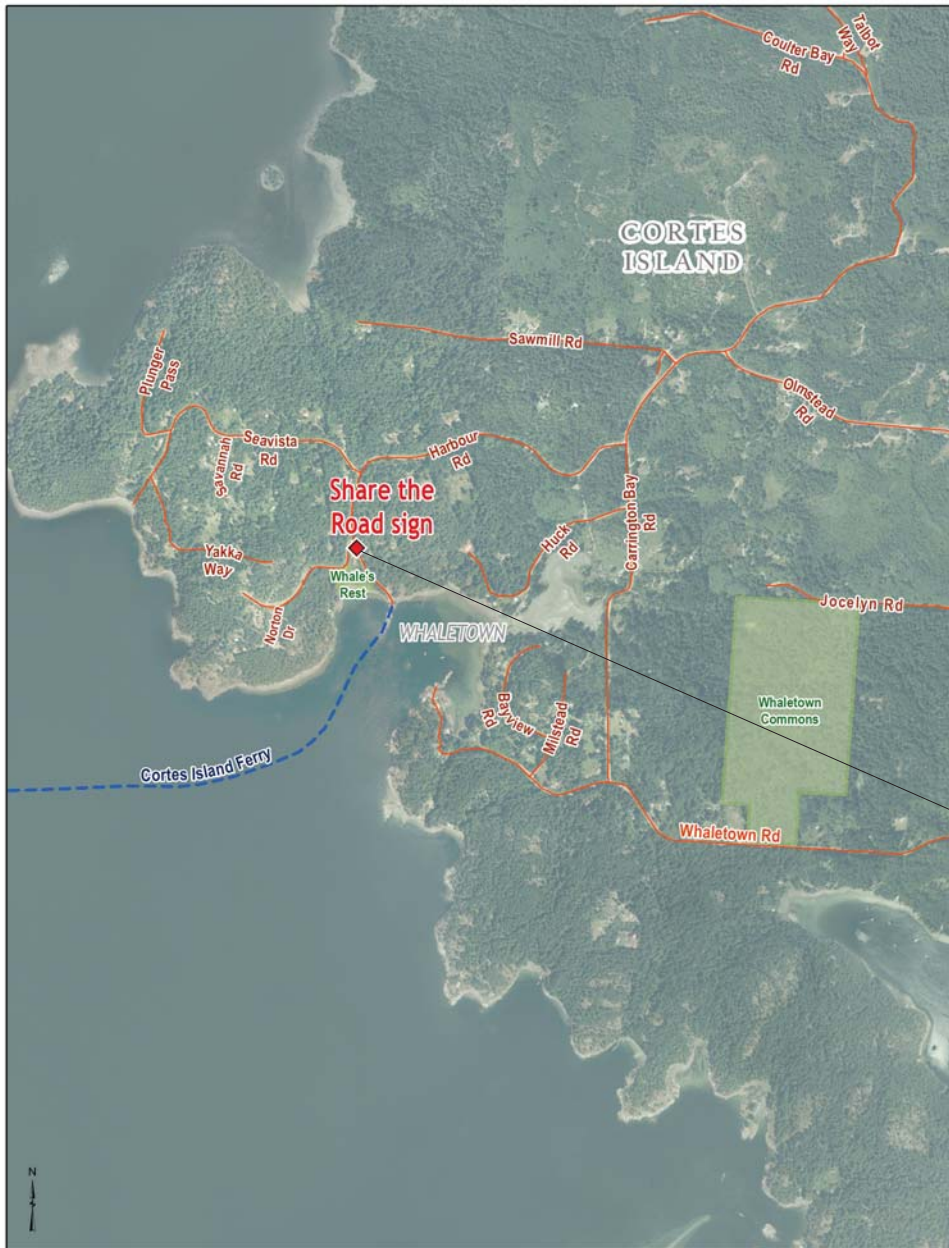 Talbot
Way
Coulter Bay
Rd
CORTES
ISLAND
Sawmill Rd
Plunger
Pass
Olmstead
Rd
Seavista
Rd
Savannah
Rd
Harbour
Rd
Share the
Road sign
Carrington Bay
Rd
Huck
Rd
Yakka
Way
Whale's
Rest
Norton
Dr
Jocelyn Rd
WHALETOWN
Bayview
Rd
Milstead
Rd
Whaletown
Commons
Cortes Island Ferry
Whaletown Rd
N